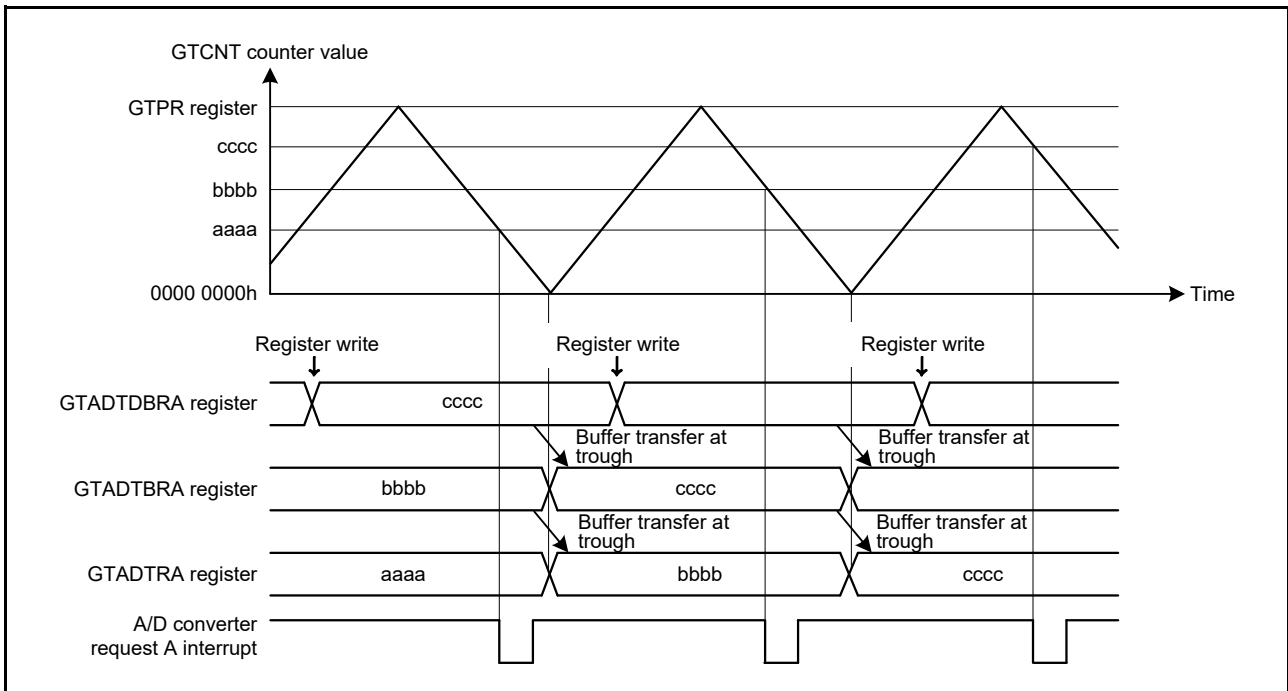 GTCNT counter value
GTPR register
cccc
bbbb
aaaa
0000 0000h
Time
Register write
Register write
Register write
GTADTDBRA register
cccc
Buffer transfer at
trough
Buffer transfer at
trough
GTADTBRA register
bbbb
cccc
Buffer transfer at
trough
Buffer transfer at
trough
GTADTRA register
aaaa
bbbb
cccc
A/D converter
request A interrupt